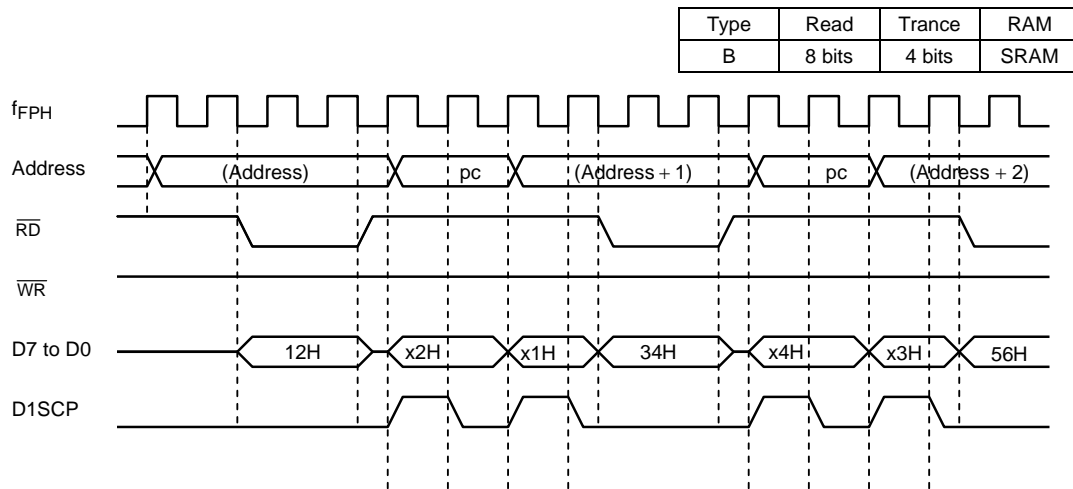 Type Read Trance RAM
B 8 bits 4 bits SRAM
fFPH
Address (Address) pc (Address + 1) pc (Address + 2)
RD
WR
D7 to D0 12H x2H x1H 34H x4H x3H 56H
D1SCP